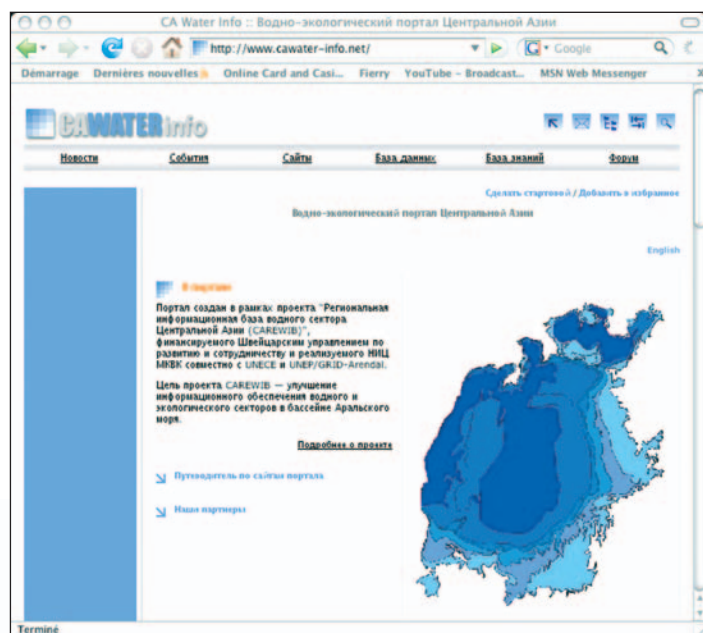 CA Water Info :: Водно-экологический портал Центральной Азии
http://www.cawater-info.net/
Google
Démarrage Dernières nouvelles Online Card and Casi... Fierry YouTube - Broadcast... MSN Web Messenger
CAWATERinfo
Новости События Сайты База данных База знаний Форум
Сделать стартовой / Добавить в избранное
Водно-экологический портал Центральной Азии
English
О портале
Портал создан в рамках проекта "Региональная
информационная база водного сектора
Центральной Азии (CAREWIB)",
финансируемого Швейцарским управлением по
развитию и сотрудничеству и реализуемого НИЦ
МКВК совместно с UNECE и UNEP/GRID-Arendal.
Цель проекта CAREWIB — улучшение
информационного обеспечения водного и
экологического секторов в бассейне Аральского
моря.
Подробнее о проекте
Путеводитель по сайтам портала
Наши партнеры
Terminé